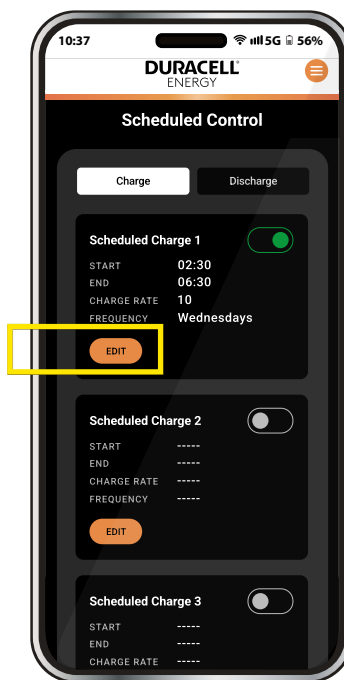 10:37 5G 56%
DURACELL
ENERGY
Scheduled Control
Charge Discharge
Scheduled Charge 1
START 02:30
END 06:30
CHARGE RATE 10
FREQUENCY Wednesdays
EDIT
Scheduled Charge 2
START -----
END -----
CHARGE RATE -----
FREQUENCY -----
EDIT
Scheduled Charge 3
START -----
END -----
CHARGE RATE -----